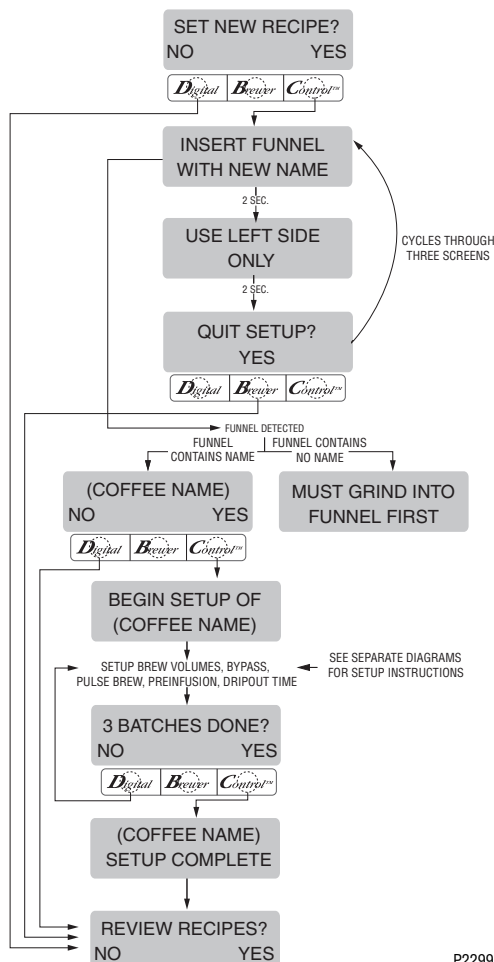 SET NEW RECIPE?
NO YES
Digital Brewer Control™
INSERT FUNNEL
WITH NEW NAME
2 SEC.
USE LEFT SIDE
ONLY
CYCLES THROUGH
THREE SCREENS
2 SEC.
QUIT SETUP?
YES
Digital Brewer Control™
FUNNEL DETECTED
FUNNEL
CONTAINS NAME
FUNNEL CONTAINS
NO NAME
(COFFEE NAME)
NO YES
MUST GRIND INTO
FUNNEL FIRST
Digital Brewer Control™
BEGIN SETUP OF
(COFFEE NAME)
SETUP BREW VOLUMES, BYPASS,
PULSE BREW, PREINFUSION, DRIPOUT TIME
SEE SEPARATE DIAGRAMS
FOR SETUP INSTRUCTIONS
3 BATCHES DONE?
NO YES
Digital Brewer Control™
(COFFEE NAME)
SETUP COMPLETE
REVIEW RECIPES?
NO YES
P2299